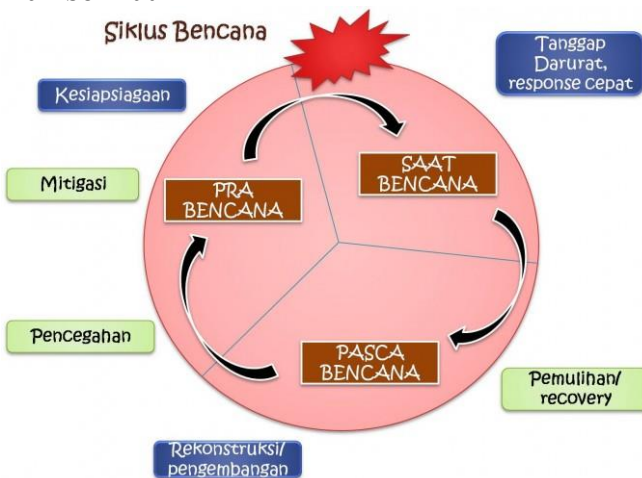 Siklus Bencana
Tanggap
Darurat,
response cepat
Kesiapsiagaan
Mitigasi
PRA
BENCANA
SAAT
BENCANA
Pencegahan
PASCA
BENCANA
Pemulihan/
recovery
Rekonstruksi/
pengembangan